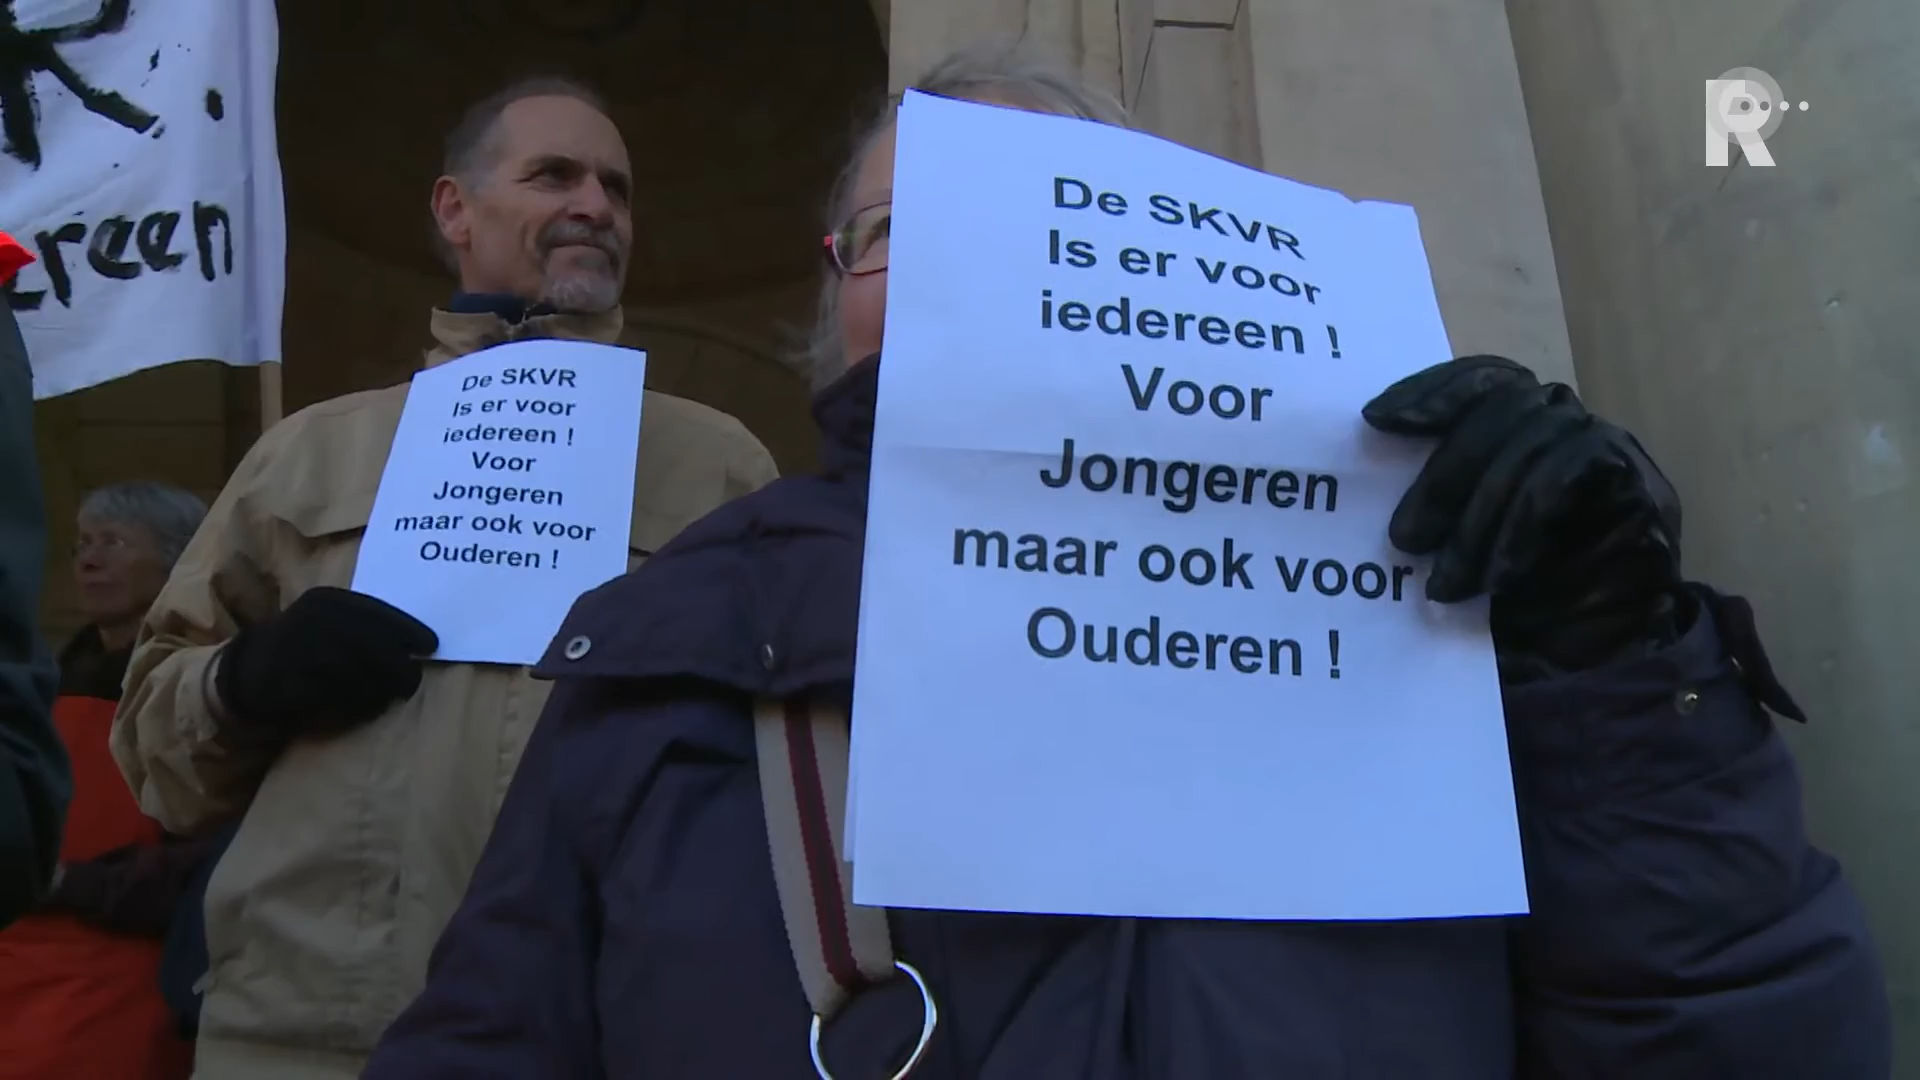 R.
ereen
De SKVR
Is er voor
iedereen !
Voor
Jongeren
maar ook voor
Ouderen !
De SKVR
Is er voor
iedereen !
Voor
Jongeren
maar ook voor
Ouderen !
R